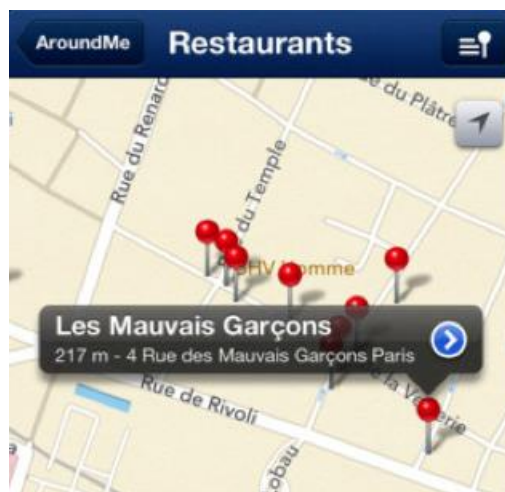 AroundMe
Restaurants
Rue du Renard
du Plâtre
du Temple
BHV Homme
Les Mauvais Garçons
217 m - 4 Rue des Mauvais Garçons Paris
Rue de Rivoli
la